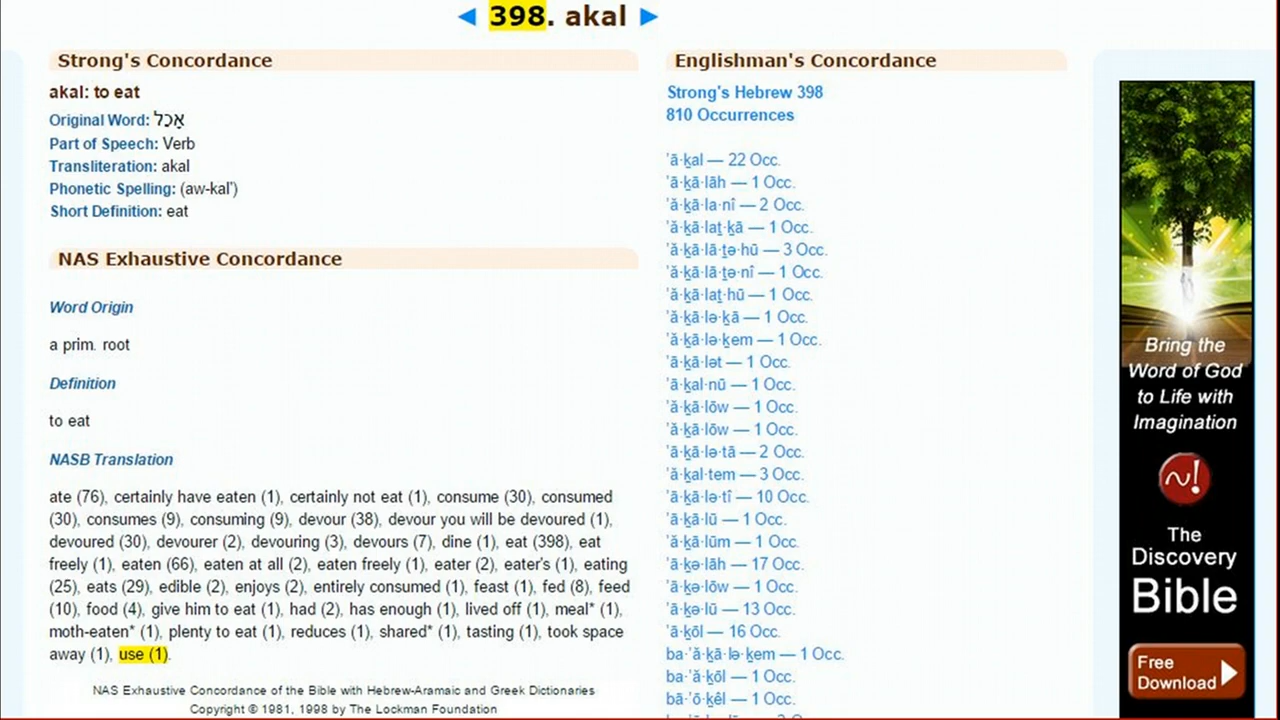 398. akal
Strong's Concordance
akal: to eat
Original Word: אָכַל
Part of Speech: Verb
Transliteration: akal
Phonetic Spelling: (aw-kal')
Short Definition: eat
NAS Exhaustive Concordance
Word Origin
a prim. root
Definition
to eat
NASB Translation
ate (76), certainly have eaten (1), certainly not eat (1), consume (30), consumed
(30), consumes (9), consuming (9), devour (38), devour you will be devoured (1),
devoured (30), devourer (2), devouring (3), devours (7), dine (1), eat (398), eat
freely (1), eaten (66), eaten at all (2), eaten freely (1), eater (2), eater's (1), eating
(25), eats (29), edible (2), enjoys (2), entirely consumed (1), feast (1), fed (8), feed
(10), food (4), give him to eat (1), had (2), has enough (1), lived off (1), meal* (1),
moth-eaten* (1), plenty to eat (1), reduces (1), shared* (1), tasting (1), took space
away (1), use (1).
NAS Exhaustive Concordance of the Bible with Hebrew-Aramaic and Greek Dictionaries
Copyright © 1981, 1998 by The Lockman Foundation
Englishman's Concordance
Strong's Hebrew 398
810 Occurrences
’ā·ḵal — 22 Occ.
’ā·ḵā·lāh — 1 Occ.
’ă·ḵā·la·nî — 2 Occ.
’ă·ḵā·laṯ·ḵā — 1 Occ.
’ă·ḵā·lā·ṯə·hū — 3 Occ.
’ă·ḵā·lā·ṯə·nî — 1 Occ.
’ă·ḵā·laṯ·hū — 1 Occ.
’ă·ḵā·lə·ḵā — 1 Occ.
’ă·ḵā·lə·ḵem — 1 Occ.
’ā·ḵā·lət — 1 Occ.
’ă·ḵāl·nū — 1 Occ.
’ă·ḵā·lōw — 1 Occ.
’ă·ḵā·lōw — 1 Occ.
’ā·ḵā·lə·tā — 2 Occ.
’ă·ḵal·tem — 3 Occ.
’ā·ḵā·lə·tî — 10 Occ.
’ā·ḵā·lū — 1 Occ.
’ă·ḵā·lūm — 1 Occ.
’ā·ḵə·lāh — 17 Occ.
’ā·ḵə·lōw — 1 Occ.
’ā·ḵə·lū — 13 Occ.
’ā·ḵōl — 16 Occ.
ba·’ă·ḵā·lə·ḵem — 1 Occ.
ba·’ă·ḵōl — 1 Occ.
bā·’ō·ḵêl — 1 Occ.
Bring the
Word of God
to Life with
Imagination
The
Discovery
Bible
Free
Download